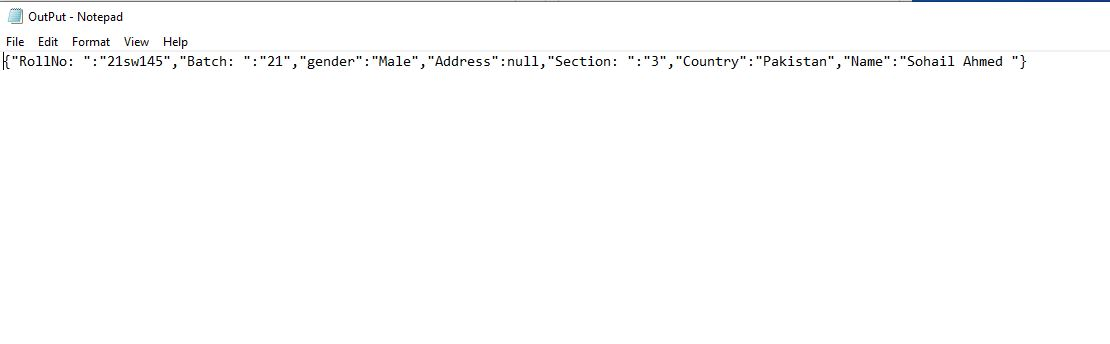 OutPut - Notepad
File Edit Format View Help
{"RollNo: ":"21sw145","Batch: ":"21","gender":"Male","Address":null,"Section: ":"3","Country":"Pakistan","Name":"Sohail Ahmed "}